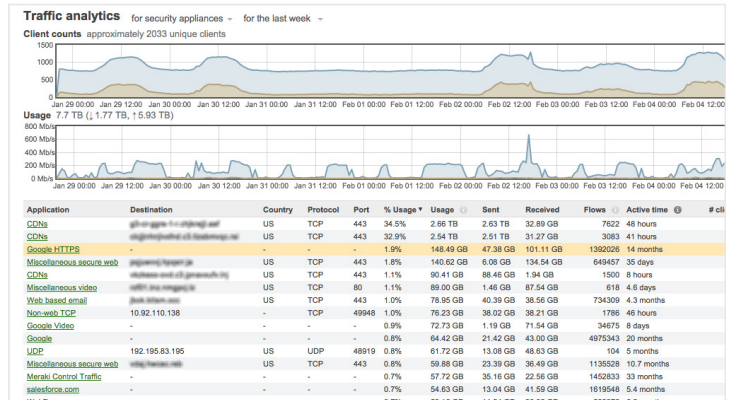 Traffic analytics for security appliances for the last week
Client counts approximately 2033 unique clients
1500
1000
500
0
Jan 29 00:00 Jan 29 12:00 Jan 30 00:00 Jan 30 12:00 Jan 31 00:00 Jan 31 12:00 Feb 01 00:00 Feb 01 12:00 Feb 02 00:00 Feb 02 12:00 Feb 03 00:00 Feb 03 12:00 Feb 04 00:00 Feb 04 12:00
Usage 7.7 TB (↓1.77 TB, ↑5.93 TB)
800 Mb/s
600 Mb/s
400 Mb/s
200 Mb/s
0 Mb/s
Jan 29 00:00 Jan 29 12:00 Jan 30 00:00 Jan 30 12:00 Jan 31 00:00 Jan 31 12:00 Feb 01 00:00 Feb 01 12:00 Feb 02 00:00 Feb 02 12:00 Feb 03 00:00 Feb 03 12:00 Feb 04 00:00 Feb 04 12:00
Application Destination Country Protocol Port % Usage ▼ Usage Sent Received Flows Active time # cli
CDNs US TCP 443 34.5% 2.66 TB 2.63 TB 32.89 GB 7622 48 hours
CDNs US TCP 443 32.9% 2.54 TB 2.51 TB 31.27 GB 3083 41 hours
Google HTTPS - - - - 1.9% 148.49 GB 47.38 GB 101.11 GB 1392026 14 months
Miscellaneous secure web US TCP 443 1.8% 140.62 GB 6.08 GB 134.54 GB 649457 35 days
CDNs US TCP 443 1.1% 90.41 GB 88.46 GB 1.94 GB 1500 8 hours
Miscellaneous video US TCP 80 1.1% 89.00 GB 1.46 GB 87.54 GB 618 4.6 days
Web based email US TCP 443 1.0% 78.95 GB 40.39 GB 38.56 GB 734309 4.3 months
Non-web TCP 10.92.110.138 - TCP 49948 1.0% 76.23 GB 38.02 GB 38.21 GB 1786 46 hours
Google Video - - - - 0.9% 72.73 GB 1.19 GB 71.54 GB 34675 8 days
Google - - - - 0.8% 64.42 GB 21.42 GB 43.00 GB 4975343 20 months
UDP 192.195.83.195 US UDP 48919 0.8% 61.72 GB 13.08 GB 48.63 GB 104 5 months
Miscellaneous secure web US TCP 443 0.8% 59.88 GB 23.39 GB 36.49 GB 1135528 10.7 months
Meraki Control Traffic - - - - 0.7% 57.72 GB 35.16 GB 22.56 GB 1452833 33 months
salesforce.com - - - - 0.7% 54.63 GB 13.04 GB 41.59 GB 1619548 5.4 months